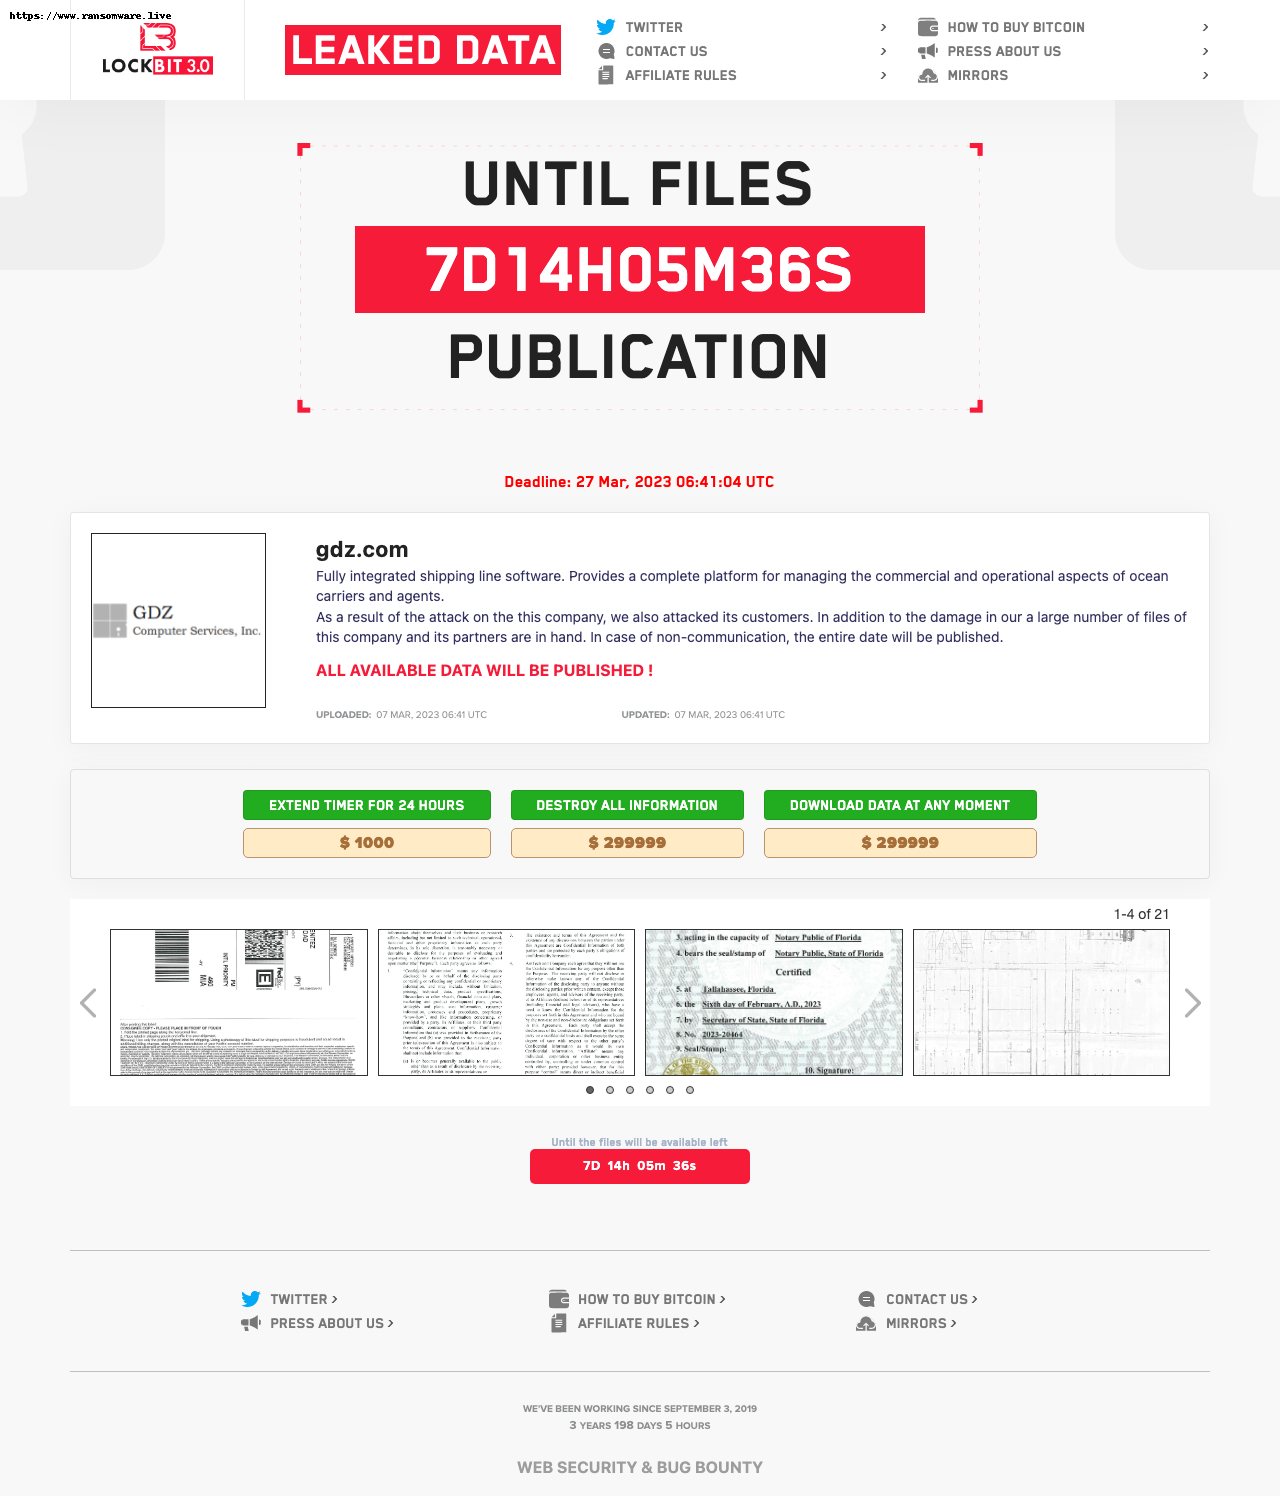 https://www.ransomware.live
LOCKBIT 3.0
LEAKED DATA
TWITTER
CONTACT US
AFFILIATE RULES
HOW TO BUY BITCOIN
PRESS ABOUT US
MIRRORS
UNTIL FILES
7D14H05M36S
PUBLICATION
Deadline: 27 Mar, 2023 06:41:04 UTC
GDZ
Computer Services, Inc.
gdz.com
Fully integrated shipping line software. Provides a complete platform for managing the commercial and operational aspects of ocean
carriers and agents.
As a result of the attack on the this company, we also attacked its customers. In addition to the damage in our a large number of files of
this company and its partners are in hand. In case of non-communication, the entire date will be published.
ALL AVAILABLE DATA WILL BE PUBLISHED !
UPLOADED: 07 MAR, 2023 06:41 UTC
UPDATED: 07 MAR, 2023 06:41 UTC
EXTEND TIMER FOR 24 HOURS
$ 1000
DESTROY ALL INFORMATION
$ 299999
DOWNLOAD DATA AT ANY MOMENT
$ 299999
1-4 of 21
3. acting in the capacity of Notary Public of Florida
4. bears the seal/stamp of Notary Public, State of Florida
Certified
5. at Tallahassee, Florida
6. the Sixth day of February, A.D., 2023
7. by Secretary of State, State of Florida
8. No. 2023-20464
9. Seal/Stamp:
10. Signature:
Until the files will be available left
7D 14h 05m 36s
TWITTER
PRESS ABOUT US
HOW TO BUY BITCOIN
AFFILIATE RULES
CONTACT US
MIRRORS
WE'VE BEEN WORKING SINCE SEPTEMBER 3, 2019
3 YEARS 198 DAYS 5 HOURS
WEB SECURITY & BUG BOUNTY